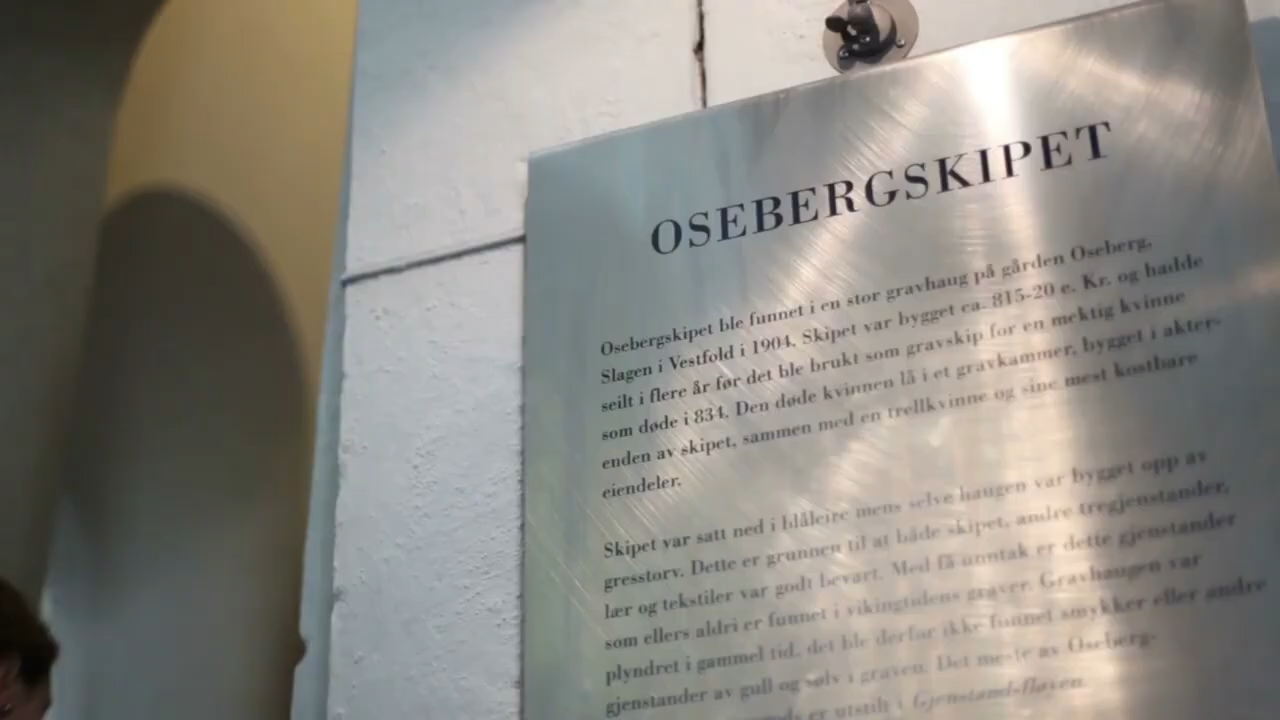 OSEBERGSKIPET
Osebergskipet ble funnet i en stor gravhaug på gården Oseberg,
Slagen i Vestfold i 1904. Skipet var bygget ca. 815-20 e. Kr. og hadde
seilt i flere år før det ble brukt som gravskip for en mektig kvinne
som døde i 834. Den døde kvinnen lå i et gravkammer, bygget i akter-
enden av skipet, sammen med en trellkvinne og sine mest kostbare
eiendeler.
Skipet var satt ned i blåleire mens selve haugen var bygget opp av
gresstorv. Dette er grunnen til at både skipet, andre tregjenstander,
lær og tekstiler var godt bevart. Med få unntak er dette gjenstander
som ellers aldri er funnet i vikingtidens graver. Gravhaugen var
plyndret i gammel tid, det ble derfor ikke funnet smykker eller andre
gjenstander av gull og sølv i graven. Det meste av Oseberg-
er utstilt i Gjenstand-fløyen